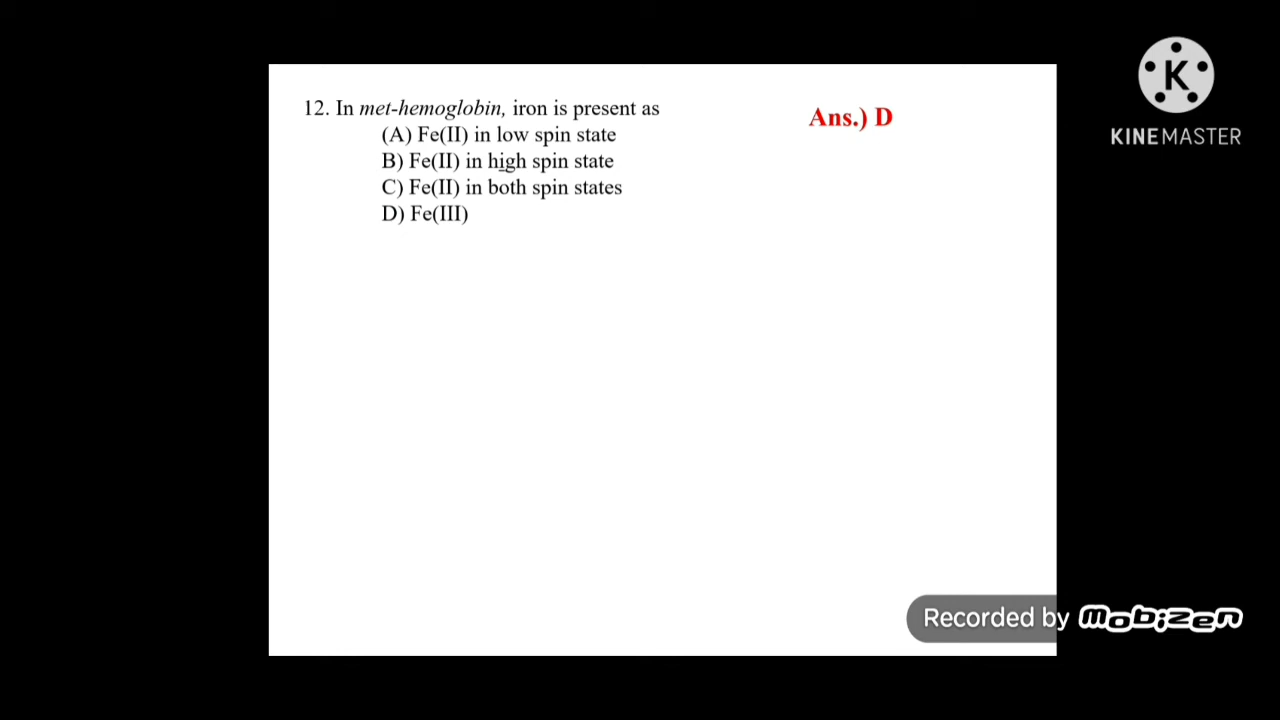 12. In met-hemoglobin, iron is present as
(A) Fe(II) in low spin state
B) Fe(II) in high spin state
C) Fe(II) in both spin states
D) Fe(III)
Ans.) D
K
KINEMASTER
Recorded by Mobizen